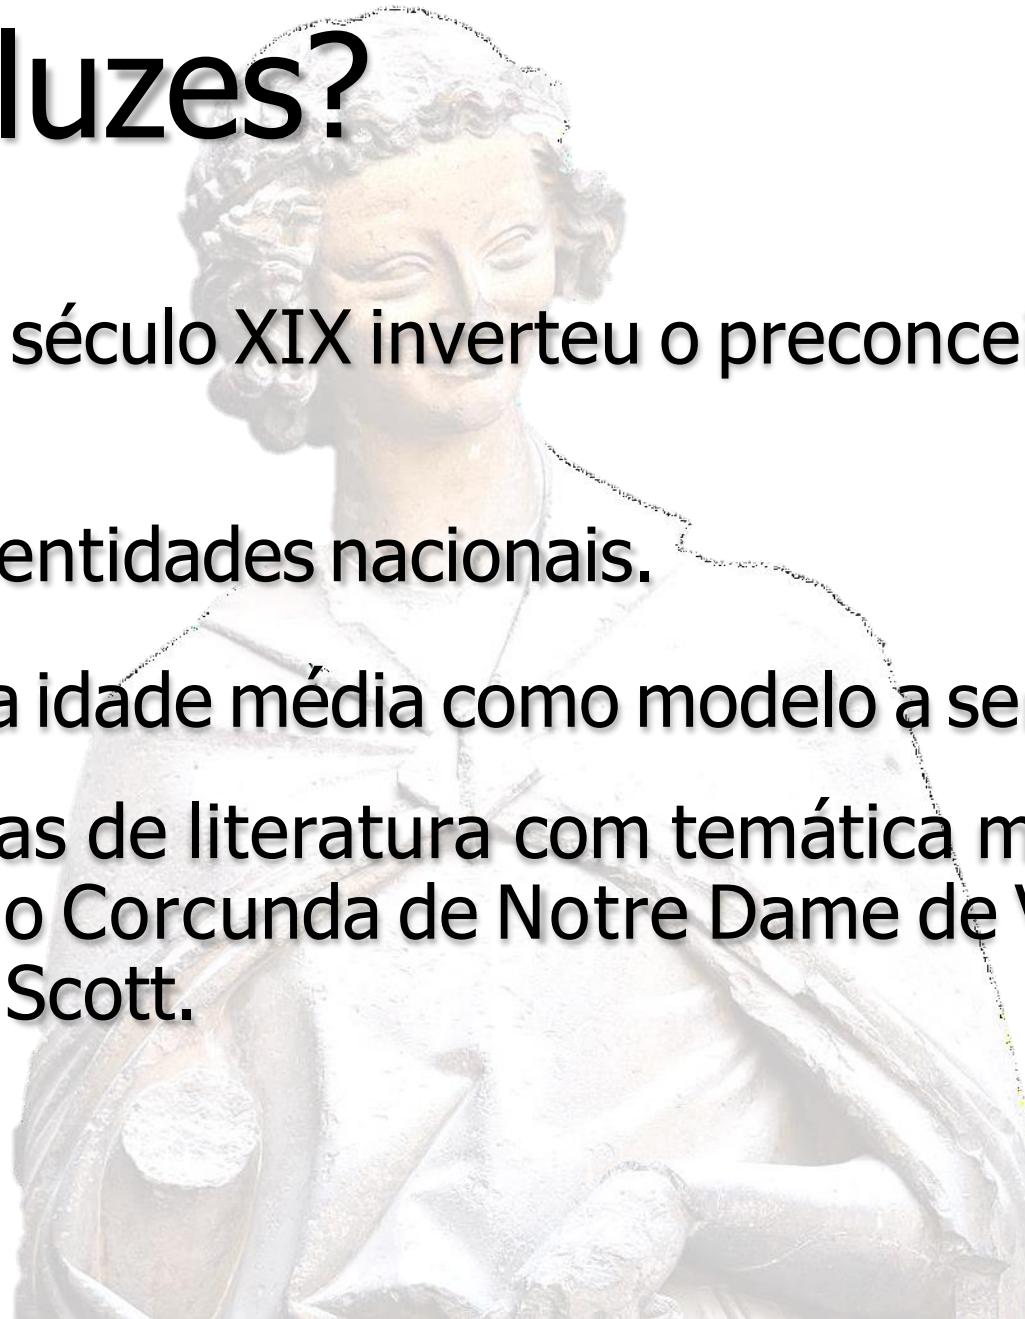 luzes?
século XIX inverteu o preconcei
entidades nacionais.
a idade média como modelo a se
as de literatura com temática m
o Corcunda de Notre Dame de V
Scott.